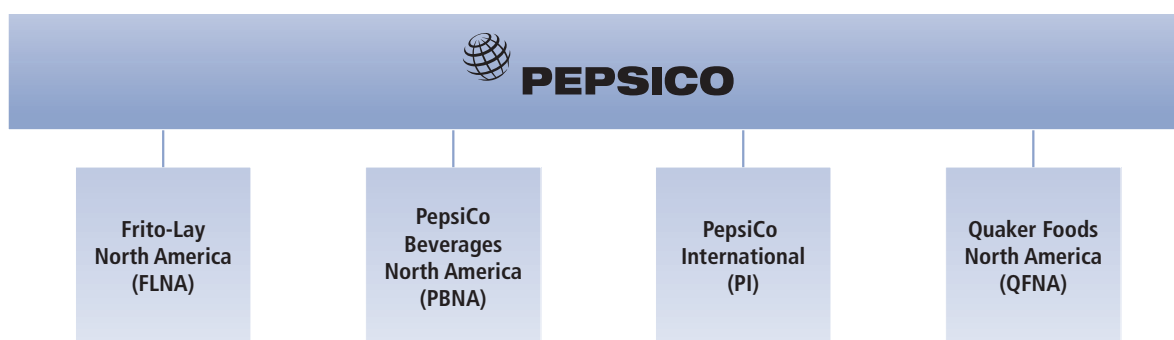 PEPSICO
Frito-Lay
North America
(FLNA)
PepsiCo
Beverages
North America
(PBNA)
PepsiCo
International
(PI)
Quaker Foods
North America
(QFNA)